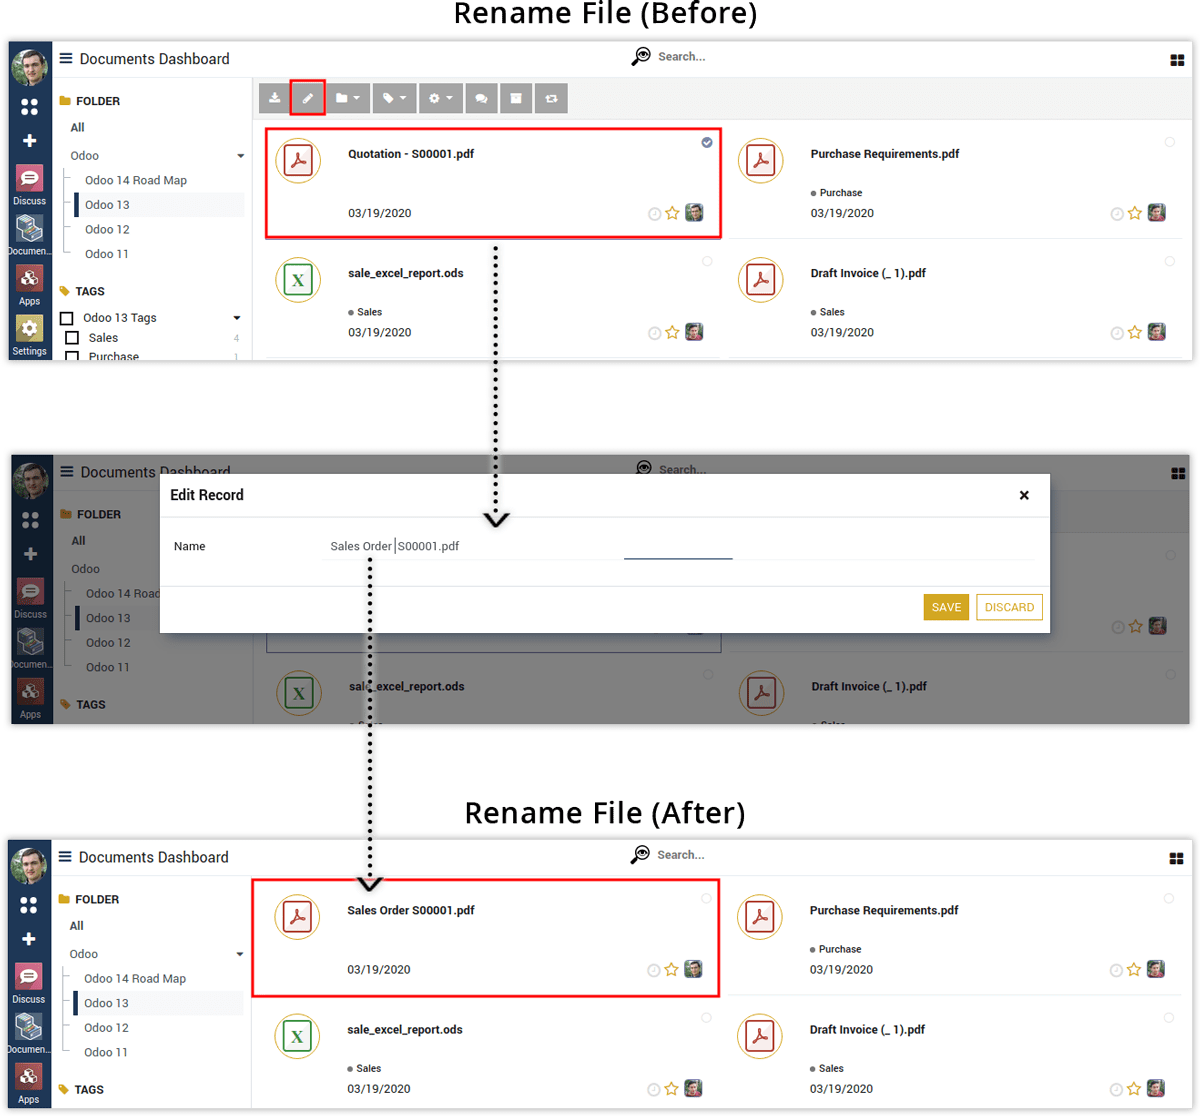 Rename File (Before)
Documents Dashboard
Search...
FOLDER
All
Odoo
Odoo 14 Road Map
Odoo 13
Odoo 12
Odoo 11
TAGS
Odoo 13 Tags
Sales 4
Purchase 1
Discuss
Documen...
Apps
Settings
Quotation - S00001.pdf
03/19/2020
Purchase Requirements.pdf
Purchase
03/19/2020
sale_excel_report.ods
Sales
03/19/2020
Draft Invoice (_ 1).pdf
Sales
03/19/2020
Documents Dashboard
Search...
FOLDER
All
Odoo
Odoo 14 Road
Odoo 13
Odoo 12
Odoo 11
TAGS
Discuss
Documen...
Apps
Edit Record
Name
Sales Order S00001.pdf
SAVE
DISCARD
sale_excel_report.ods
Sales
Draft Invoice (_ 1).pdf
Sales
Rename File (After)
Documents Dashboard
Search...
FOLDER
All
Odoo
Odoo 14 Road Map
Odoo 13
Odoo 12
Odoo 11
TAGS
Discuss
Documen...
Apps
Sales Order S00001.pdf
03/19/2020
Purchase Requirements.pdf
Purchase
03/19/2020
sale_excel_report.ods
Sales
03/19/2020
Draft Invoice (_ 1).pdf
Sales
03/19/2020